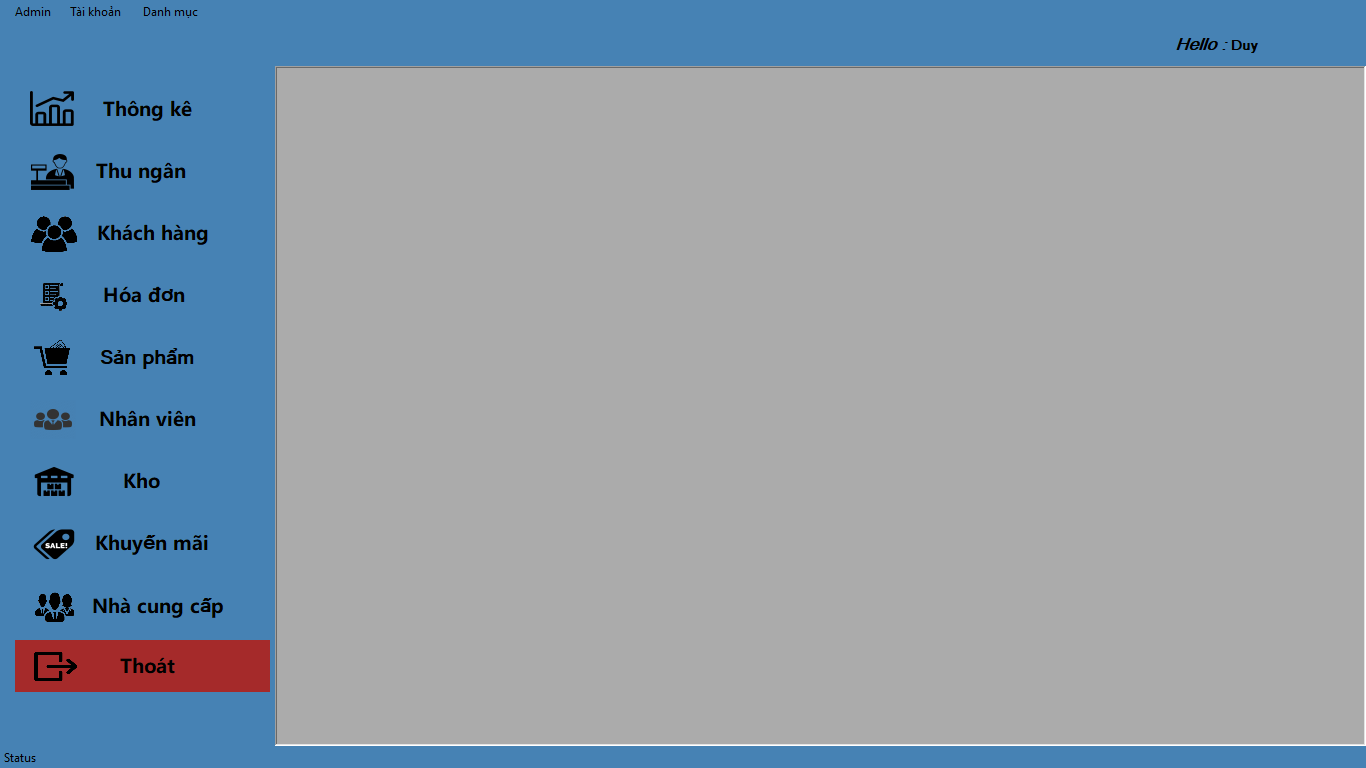 Admin Tài khoản Danh mục
Hello : Duy
Thông kê
Thu ngân
Khách hàng
Hóa đơn
Sản phẩm
Nhân viên
Kho
SALE! Khuyến mãi
Nhà cung cấp
Thoát
Status